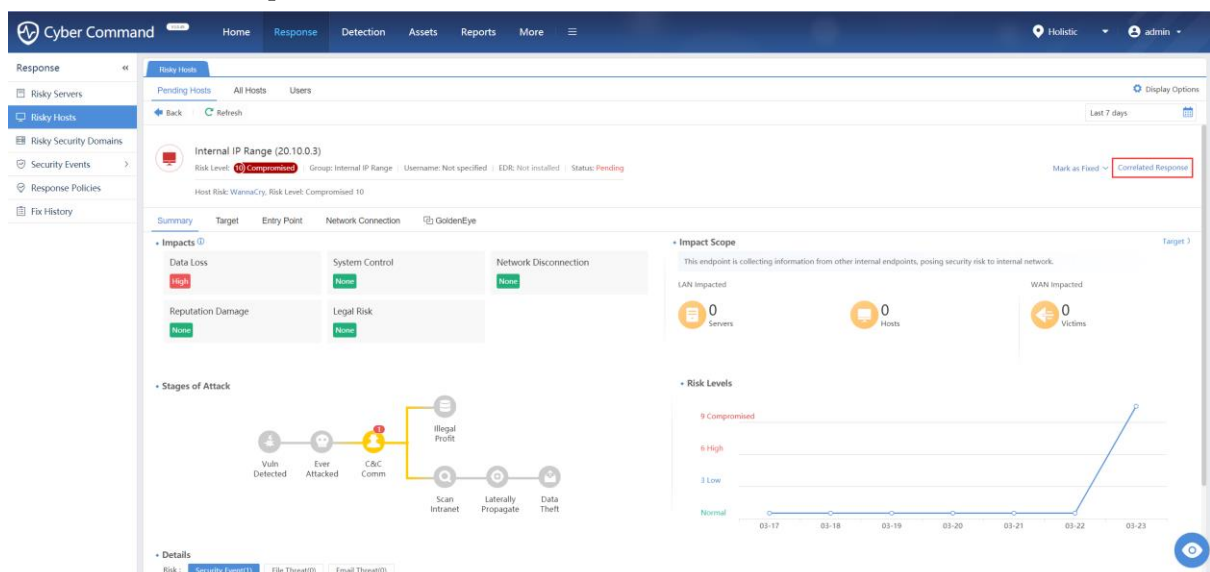 Cyber Command
Home Response Detection Assets Reports More
Holistic admin
Response «
Risky Servers
Risky Hosts
Risky Security Domains
Security Events >
Response Policies
Fix History
Risky Hosts
Pending Hosts All Hosts Users
Display Options
Back Refresh
Last 7 days
Internal IP Range (20.10.0.3)
Risk Level: 10 Compromised Group: Internal IP Range Username: Not specified EDR: Not installed Status: Pending
Mark as Fixed Correlated Response
Host Risk: WannaCry, Risk Level: Compromised 10
Summary Target Entry Point Network Connection GoldenEye
Impacts
Data Loss
High
System Control
None
Network Disconnection
None
Reputation Damage
None
Legal Risk
None
Impact Scope
Target
This endpoint is collecting information from other internal endpoints, posing security risk to internal network.
LAN Impacted
0
Servers
0
Hosts
WAN Impacted
0
Victims
Stages of Attack
Vuln
Detected
Ever
Attacked
1
C&C
Comm
Illegal
Profit
Scan
Intranet
Laterally
Propagate
Data
Theft
Risk Levels
9 Compromised
6 High
3 Low
Normal
03-17 03-18 03-19 03-20 03-21 03-22 03-23
Details
Risk : Security Event(1) File Threat(0) Email Threat(0)